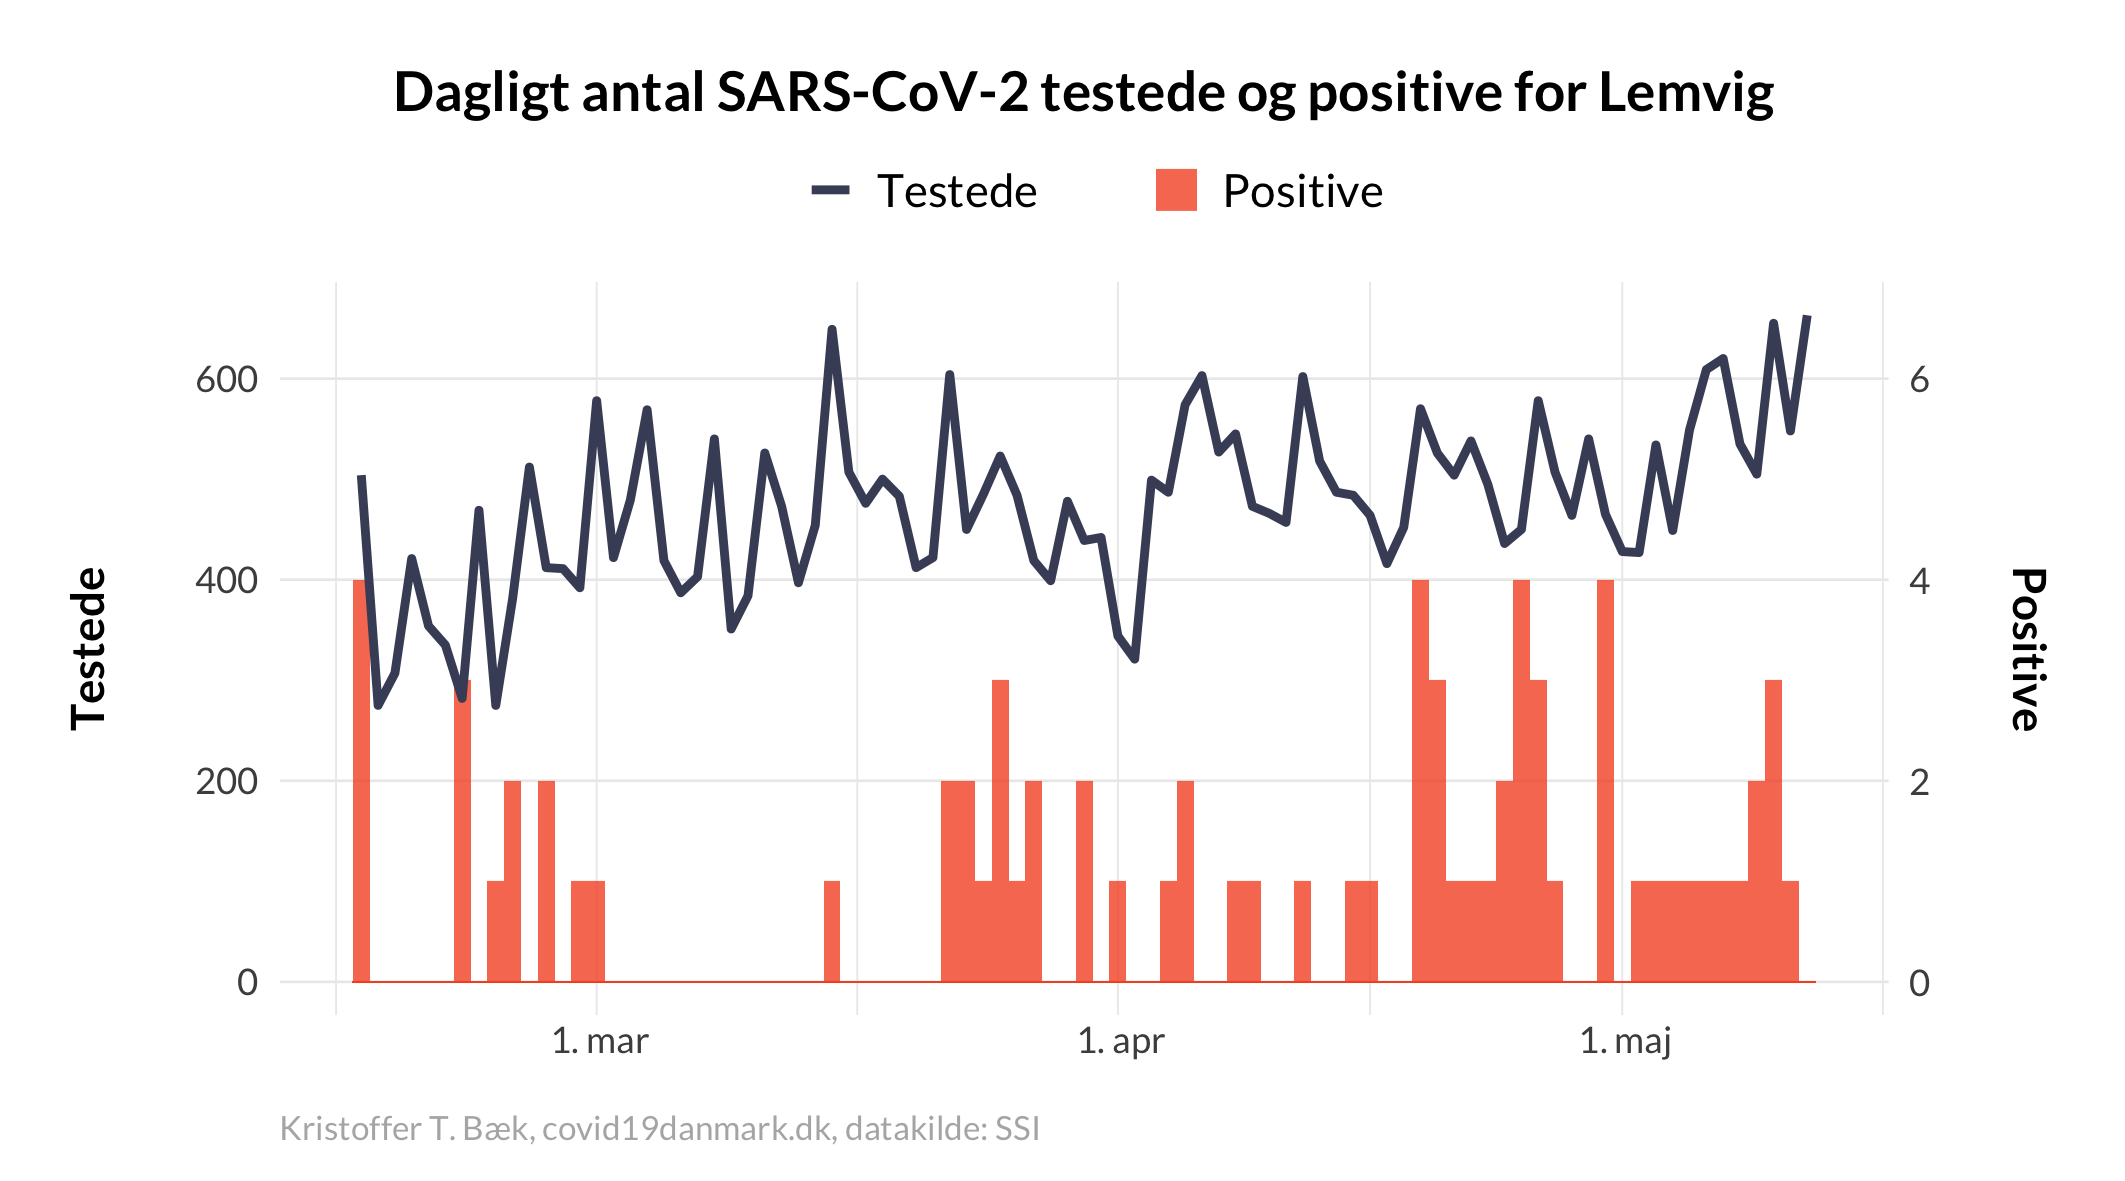 Dagligt antal SARS-CoV-2 testede og positive for Lemvig
Testede Positive
Testede
Positive
600
400
200
0
6
4
2
0
1. mar 1. apr 1. maj
Kristoffer T. Bæk, covid19danmark.dk, datakilde: SSI